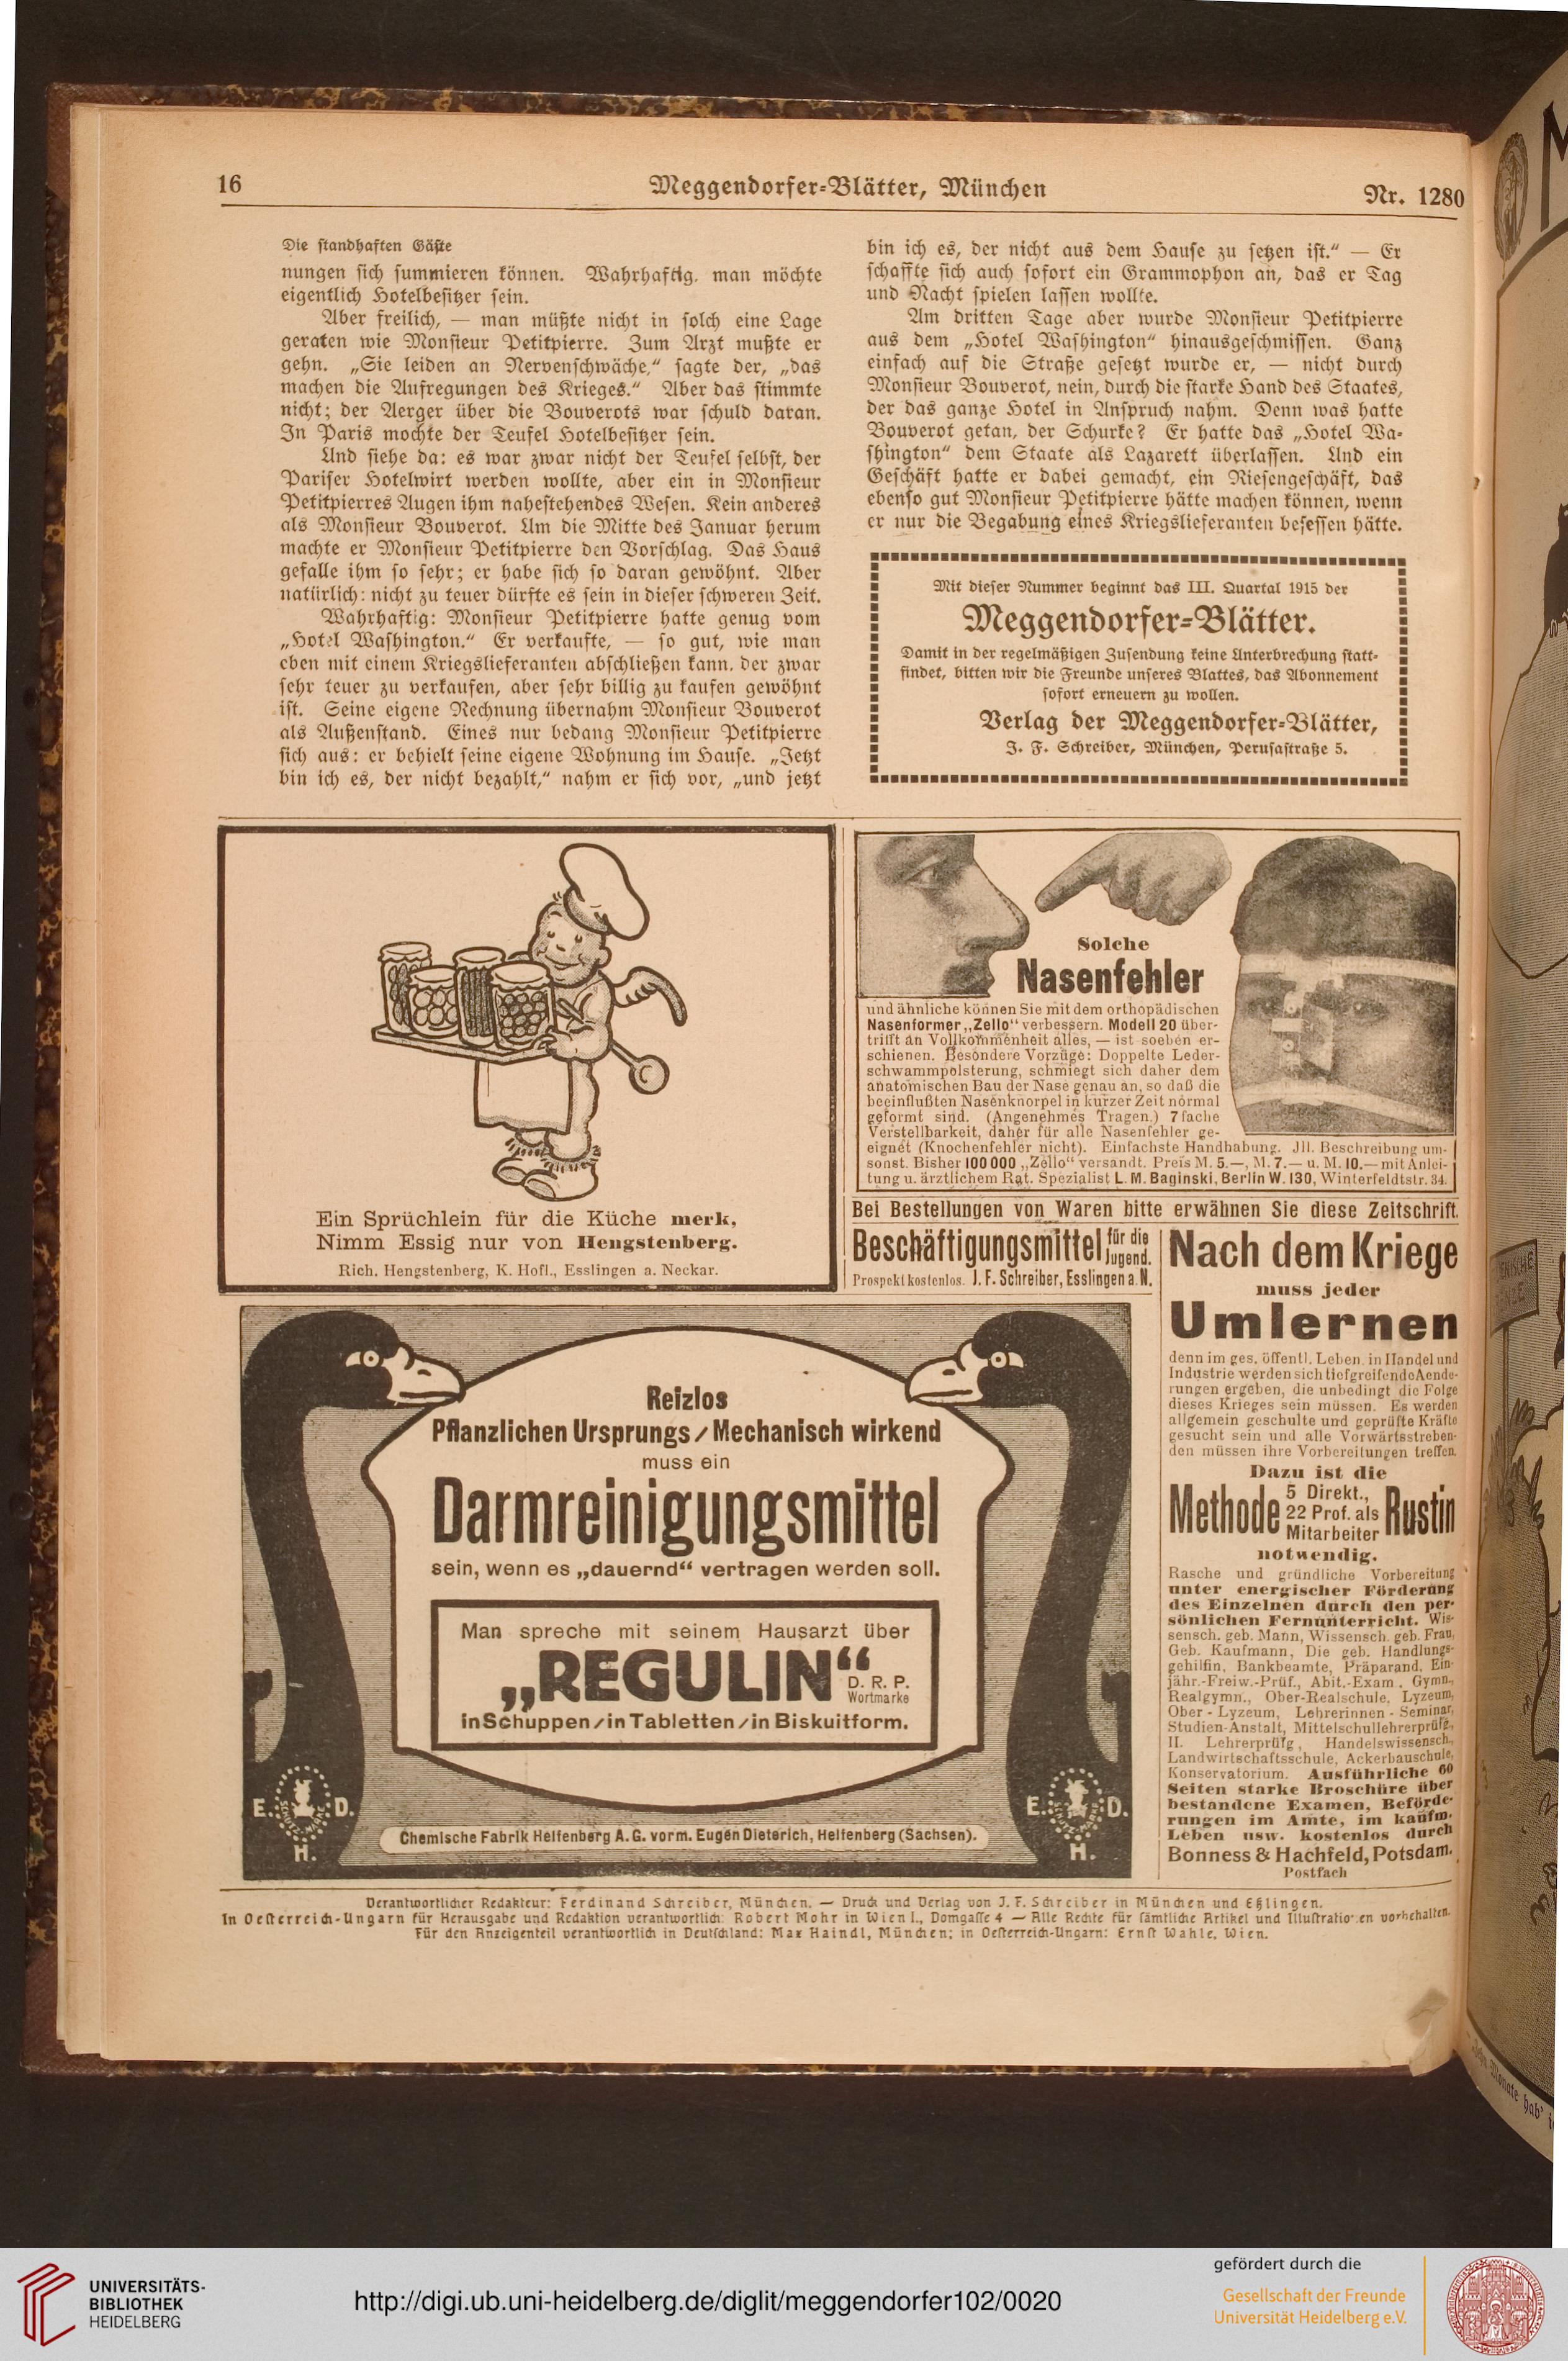 16
Meggendorfer-Blätter, München
Nr. 1280
Die standhaften Gäste
nungen sich summieren können. Wahrhaftig, man möchte
eigentlich Hotelbesitzer sein.
Aber freilich, — man müßte nicht in solch eine Lage
geraten wie Monsieur Petitpierre. Zum Arzt mußte er
gehn. „Sie leiden an Nervenschwäche,“ sagte der, „das
machen die Aufregungen des Krieges.“ Aber das stimmte
nicht; der Aerger über die Bouverots war schuld daran.
In Paris mochte der Teufel Hotelbesitzer sein.
Und siehe da: es war zwar nicht der Teufel selbst, der
Pariser Hotelwirt werden wollte, aber ein in Monsieur
Petitpierres Augen ihm nahestehendes Wesen. Kein anderes
als Monsieur Bouverot. Um die Mitte des Januar herum
machte er Monsieur Petitpierre den Vorschlag. Das Haus
gefalle ihm so sehr; er habe sich so daran gewöhnt. Aber
natürlich: nicht zu teuer dürfte es sein in dieser schweren Zeit.
Wahrhaftig: Monsieur Petitpierre hatte genug vom
„Hotel Washington.“ Er verkaufte, — so gut, wie man
eben mit einem Kriegslieferanten abschließen kann, der zwar
sehr teuer zu verkaufen, aber sehr billig zu kaufen gewöhnt
ist. Seine eigene Rechnung übernahm Monsieur Bouverot
als Außenstand. Eines nur bedang Monsieur Petitpierre
sich aus: er behielt seine eigene Wohnung im Hause. „Jetzt
bin ich es, der nicht bezahlt,“ nahm er sich vor, „und jetzt
bin ich es, der nicht aus dem Hause zu setzen ist.“ — Er
schaffte sich auch sofort ein Grammophon an, das er Tag
und Nacht spielen lassen wollte.
Am dritten Tage aber wurde Monsieur Petitpierre
aus dem „Hotel Washington“ hinausgeschmissen. Ganz
einfach auf die Straße gesetzt wurde er, — nicht durch
Monsieur Bouverot, nein, durch die starke Hand des Staates,
der das ganze Hotel in Anspruch nahm. Denn was hatte
Bouverot getan, der Schurke? Er hatte das „Hotel Wa-
shington“ dem Staate als Lazarett überlassen. Und ein
Geschäft hatte er dabei gemacht, ein Riesengeschäft, das
ebenso gut Monsieur Petitpierre hätte machen können, wenn
er nur die Begabung eines Kriegslieferanten besessen hätte.
Mit dieser Nummer beginnt das III. Quartal 1915 der
Meggendorfer-Blätter.
Damit in der regelmäßigen Zusendung keine Unterbrechung statt-
findet, bitten wir die Freunde unseres Blattes, das Abonnement
sofort erneuern zu wollen.
Verlag der Meggendorfer-Blätter,
J. F. Schreiber, München, Perusastraße 5.
Ein Sprüchlein für die Küche merk,
Nimm Essig nur von Hengstenberg.
Rich. Hengstenberg, K. Hofl., Esslingen a. Neckar.
Solche
Nasenfehler
und ähnliche können Sie mit dem orthopädischen
Nasenformer „Zello“ verbessern. Modell 20 über-
trifft an Vollkommenheit alles, — ist soeben er-
schienen. Besondere Vorzüge: Doppelte Leder-
schwammpolsterung, schmiegt sich daher dem
anatomischen Bau der Nase genau an, so daß die
beeinflußten Nasenknorpel in kurzer Zeit normal
geformt sind. (Angenehmes Tragen.) 7 fache
Verstellbarkeit, daher für alle Nasenfehler ge-
eignet (Knochenfehler nicht). Einfachste Handhabung. Jll. Beschreibung um-
sonst. Bisher 100 000 „Zello“ versandt. Preis M. 5.—, M. 7.— u. M. 10.— mit Anlei-
tung u. ärztlichem Rat. Spezialist L. M. Baginski, Berlin W. 130, Winterfeldtstr. 34.
Bei Bestellungen von Waren bitte erwähnen Sie diese Zeitschrift.
Beschäftigungsmittel für die Jugend.
Prospekt kostenlos. J. F. Schreiber, Esslingen a. N.
Nach dem Kriege
muss jeder
Umlernen
denn im ges. öffentl. Leben, in Handel und
Industrie werden sich tiefgreifende Aende-
rungen ergeben, die unbedingt die Folge
dieses Krieges sein müssen. Es werden
allgemein geschulte und geprüfte Kräfte
gesucht sein und alle Vorwärtsstreben-
den müssen ihre Vorbereitungen treffen.
Dazu ist die
Methode 5 Direkt., 22 Prof. als Mitarbeiter Rustin
notwendig.
Rasche und gründliche Vorbereitung
unter energischer Förderung
des Einzelnen durch den per-
sönlichen Fernunterricht. Wis-
sensch. geb. Mann, Wissensch. geb. Frau,
Geb. Kaufmann, Die geb. Handlungs-
gehilfin, Bankbeamte, Präparand, Ein-
jähr.-Freiw.-Prüf., Abit.-Exam., Gymn.,
Realgymn., Ober-Realschule, Lyzeum,
Ober-Lyzeum, Lehrerinnen-Seminar,
Studien-Anstalt, Mittelschullehrerprüfg.,
II. Lehrerprüfg, Handelswissensch.,
Landwirtschaftsschule, Ackerbauschule,
Konservatorium. Ausführliche 60
Seiten starke Broschüre über
bestandene Examen, Beförde-
rungen im Amte, im kaufm.
Leben usw. kostenlos durch
Bonness & Hachfeld, Potsdam.
Postfach
Reizlos
Pflanzlichen Ursprungs / Mechanisch wirkend
muss ein
Darmreinigungsmittel
sein, wenn es „dauernd“ vertragen werden soll.
Man spreche mit seinem Hausarzt über
„REGULIN“
D. R. P.
Wortmarke
in Schuppen / in Tabletten / in Biskuitform.
E. D.
H.
E. D.
H.
Chemische Fabrik Helfenberg A. G. vorm. Eugen Dieterich, Helfenberg (Sachsen).
Verantwortlicher Redakteur: Ferdinand Schreiber, München. — Druck und Verlag von J. F. Schreiber in München und Eßlingen.
In Oesterreich-Ungarn für Herausgabe und Redaktion verantwortlich: Robert Mohr in Wien I., Domgasse 4 — Alle Rechte für sämtliche Artikel und Illustrationen vorbehalten.
Für den Anzeigenteil verantwortlich in Deutschland: Max Haindl, München; in Oesterreich-Ungarn: Ernst Wahle, Wien.
UNIVERSITÄTS-
BIBLIOTHEK
HEIDELBERG
http://digi.ub.uni-heidelberg.de/diglit/meggendorfer102/0020
gefördert durch die
Gesellschaft der Freunde
Universität Heidelberg e.V.